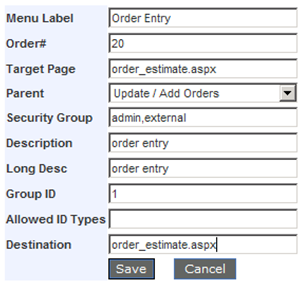 Menu Label Order Entry
Order# 20
Target Page order_estimate.aspx
Parent Update / Add Orders
Security Group admin,external
Description order entry
Long Desc order entry
Group ID 1
Allowed ID Types
Destination order_estimate.aspx
Save Cancel